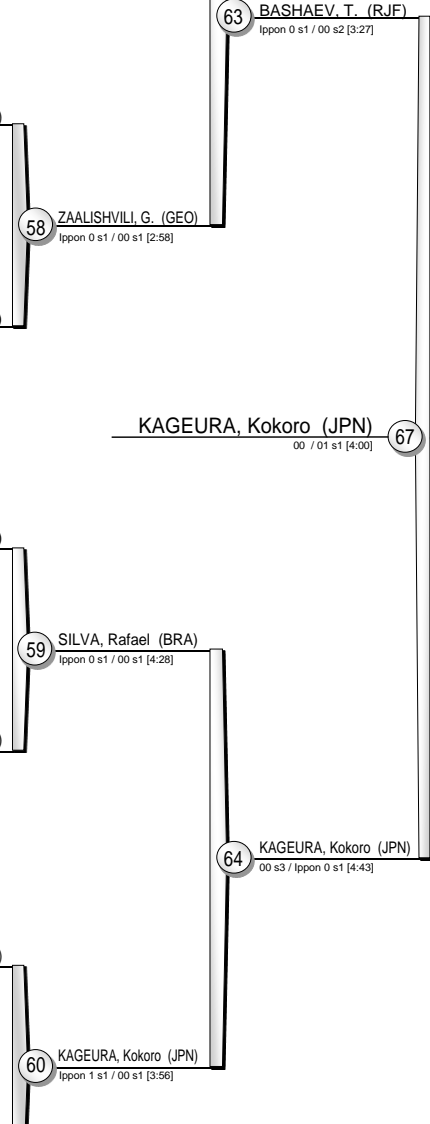 63 BASHAEV, T. (RJF)
Ippon 0 s1 / 00 s2 [3:27]
58 ZAALISHVILI, G. (GEO)
Ippon 0 s1 / 00 s1 [2:58]
KAGEURA, Kokoro (JPN) 67
00 / 01 s1 [4:00]
59 SILVA, Rafael (BRA)
Ippon 0 s1 / 00 s1 [4:28]
64 KAGEURA, Kokoro (JPN)
00 s3 / Ippon 0 s1 [4:43]
60 KAGEURA, Kokoro (JPN)
Ippon 1 s1 / 00 s1 [3:56]